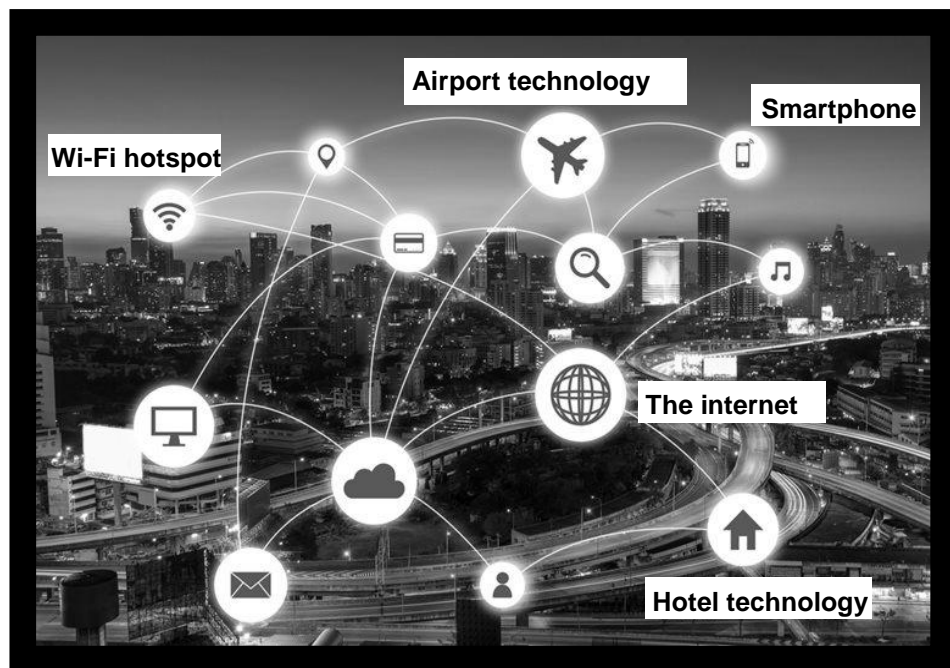 Airport technology
Smartphone
Wi-Fi hotspot
The internet
Hotel technology